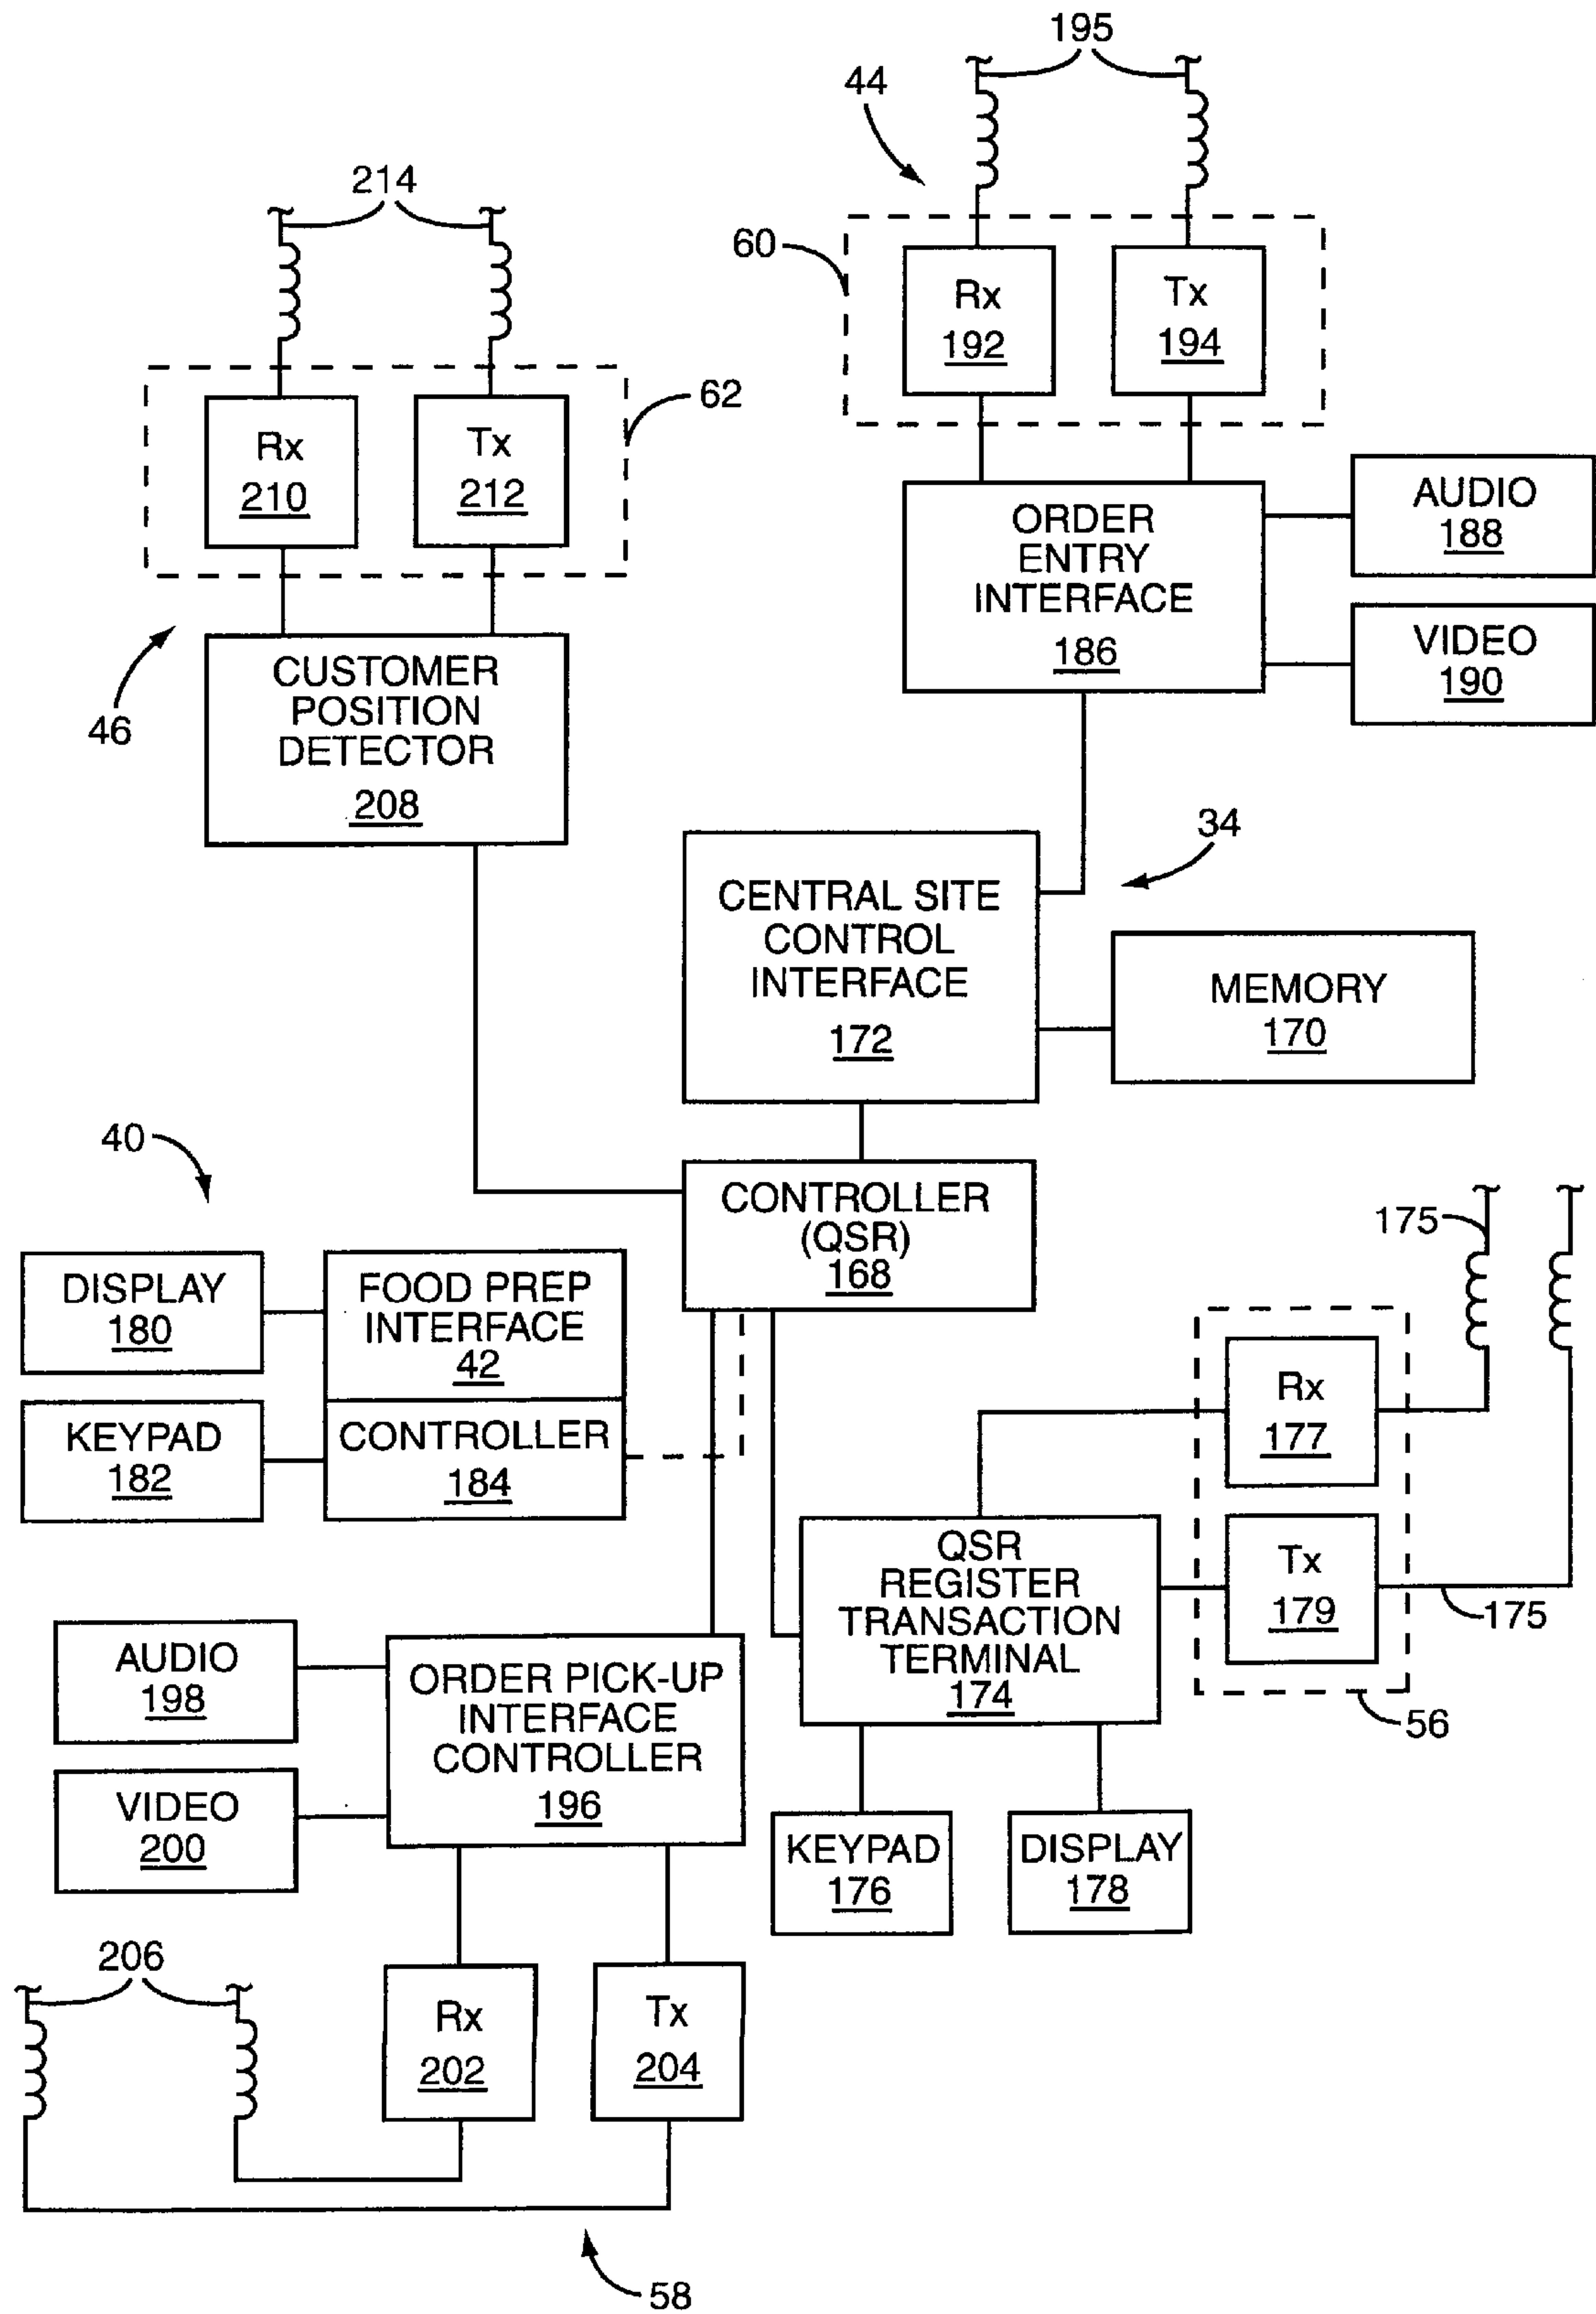 195
44
214
60
Rx
192
Tx
194
62
Rx
210
Tx
212
AUDIO
188
ORDER
ENTRY
INTERFACE
186
VIDEO
190
CUSTOMER
POSITION
DETECTOR
208
46
34
CENTRAL SITE
CONTROL
INTERFACE
172
MEMORY
170
40
CONTROLLER
(QSR)
168
175
DISPLAY
180
FOOD PREP
INTERFACE
42
KEYPAD
182
CONTROLLER
184
Rx
177
QSR
REGISTER
TRANSACTION
TERMINAL
174
Tx
179
175
56
AUDIO
198
ORDER PICK-UP
INTERFACE
CONTROLLER
196
VIDEO
200
KEYPAD
176
DISPLAY
178
206
Rx
202
Tx
204
58